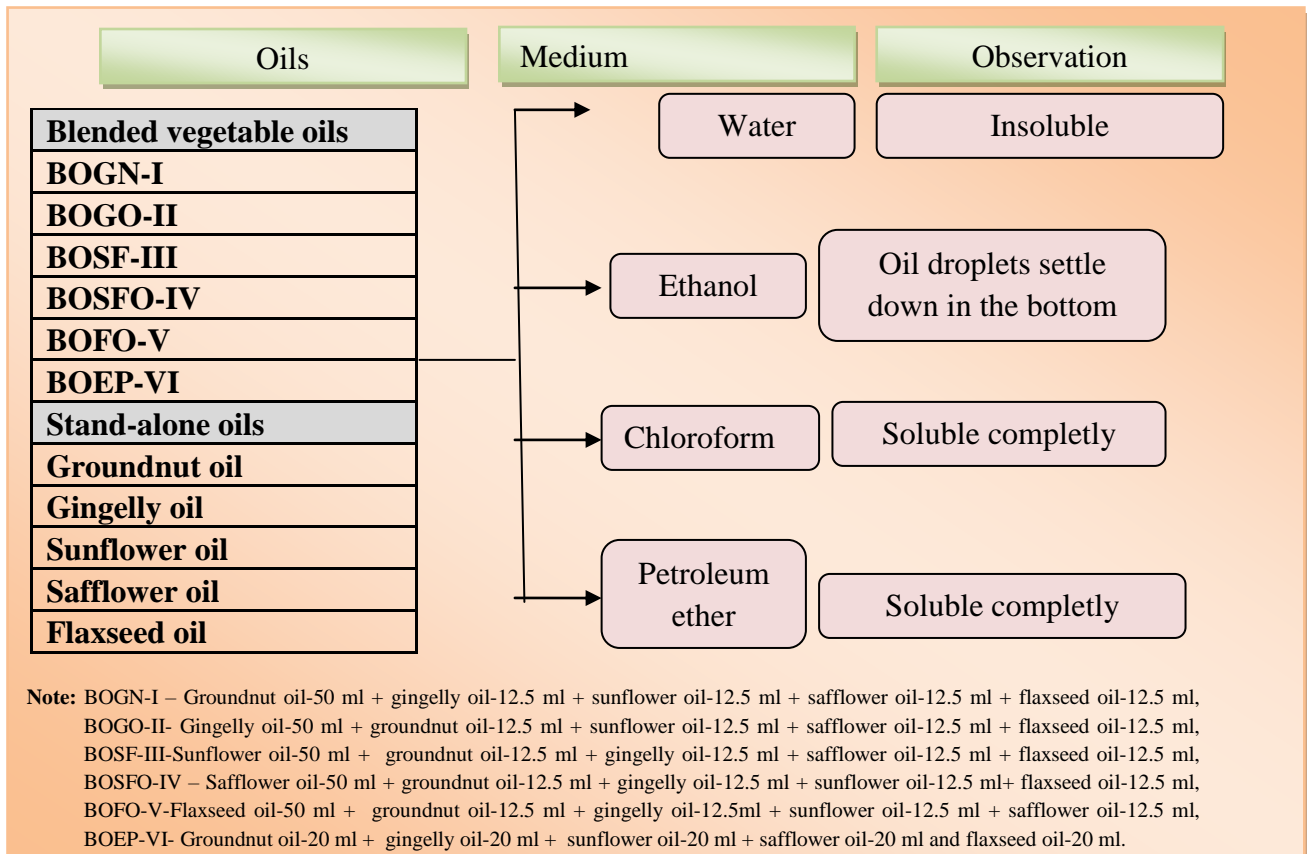 Oils
Medium
Observation
Blended vegetable oils
BOGN-I
BOGO-II
BOSF-III
BOSFO-IV
BOFO-V
BOEP-VI
Stand-alone oils
Groundnut oil
Gingelly oil
Sunflower oil
Safflower oil
Flaxseed oil
Water
Insoluble
Ethanol
Oil droplets settle
down in the bottom
Chloroform
Soluble completly
Petroleum
ether
Soluble completly
Note: BOGN-I – Groundnut oil-50 ml + gingelly oil-12.5 ml + sunflower oil-12.5 ml + safflower oil-12.5 ml + flaxseed oil-12.5 ml,
BOGO-II- Gingelly oil-50 ml + groundnut oil-12.5 ml + sunflower oil-12.5 ml + safflower oil-12.5 ml + flaxseed oil-12.5 ml,
BOSF-III-Sunflower oil-50 ml + groundnut oil-12.5 ml + gingelly oil-12.5 ml + safflower oil-12.5 ml + flaxseed oil-12.5 ml,
BOSFO-IV – Safflower oil-50 ml + groundnut oil-12.5 ml + gingelly oil-12.5 ml + sunflower oil-12.5 ml+ flaxseed oil-12.5 ml,
BOFO-V-Flaxseed oil-50 ml + groundnut oil-12.5 ml + gingelly oil-12.5ml + sunflower oil-12.5 ml + safflower oil-12.5 ml,
BOEP-VI- Groundnut oil-20 ml + gingelly oil-20 ml + sunflower oil-20 ml + safflower oil-20 ml and flaxseed oil-20 ml.